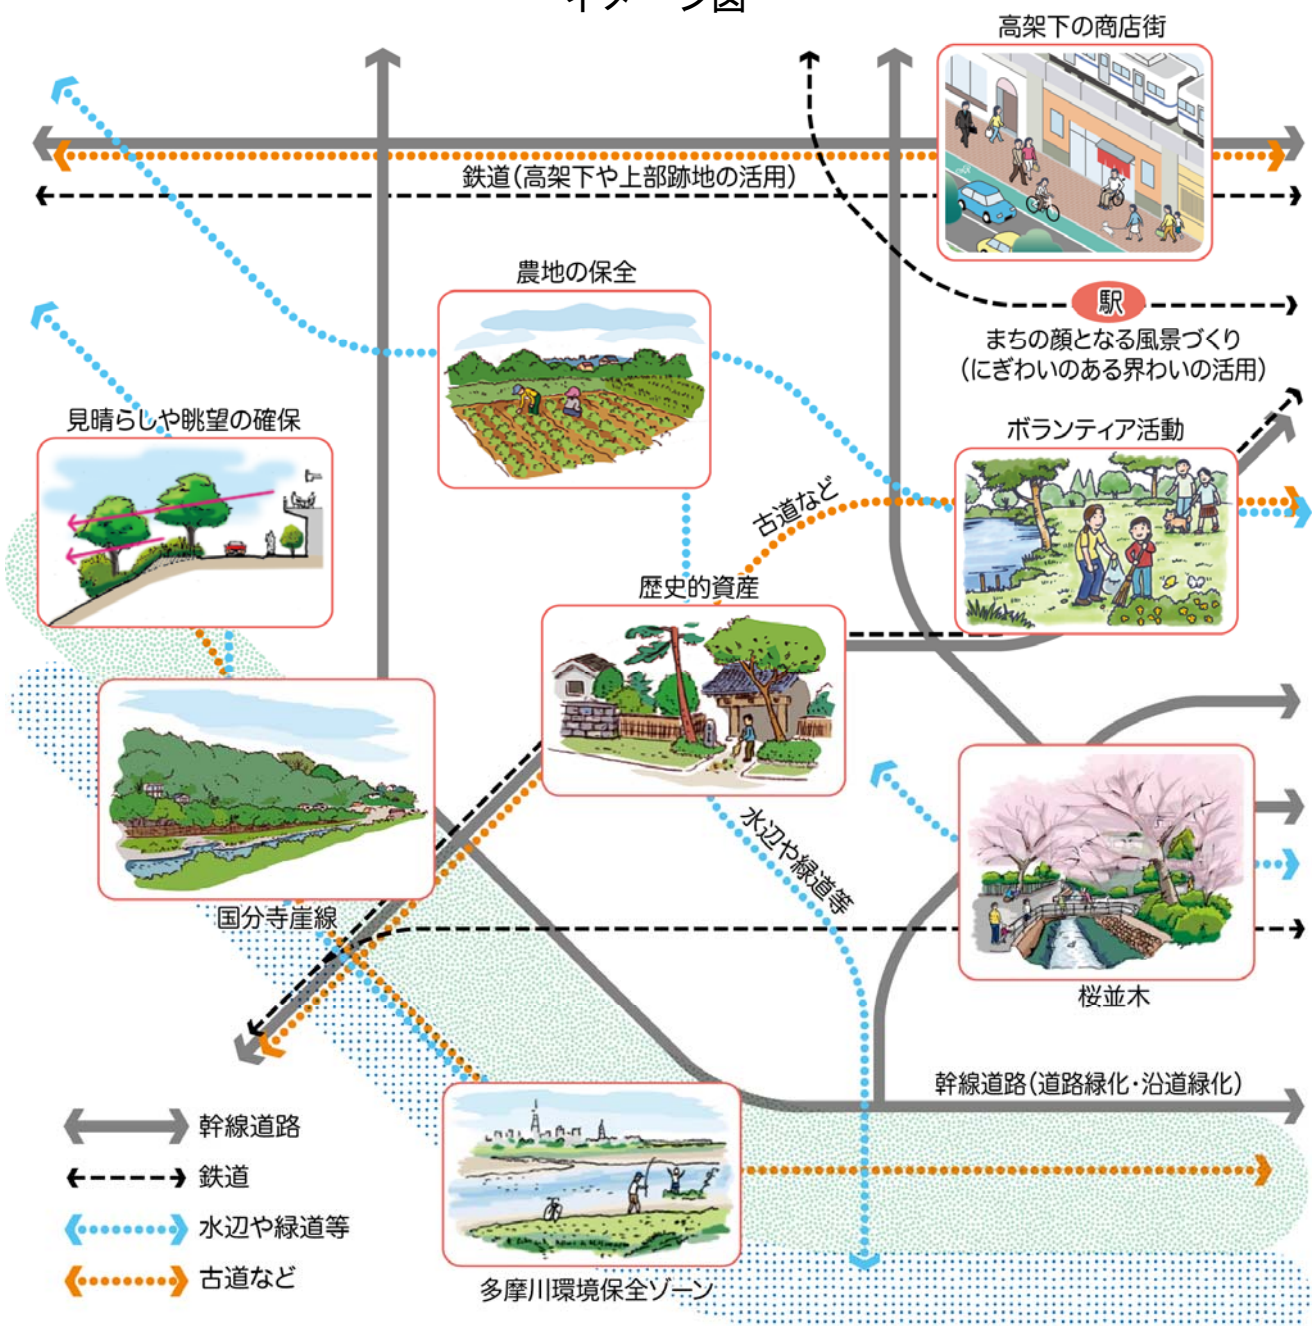 イメージ図
高架下の商店街
鉄道(高架下や上部跡地の活用)
農地の保全
駅
まちの顔となる風景づくり
(にぎわいのある界わいの活用)
見晴らしや眺望の確保
ボランティア活動
古道など
歴史的資産
水辺や緑道等
国分寺崖線
桜並木
幹線道路(道路緑化・沿道緑化)
幹線道路
鉄道
水辺や緑道等
古道など
多摩川環境保全ゾーン